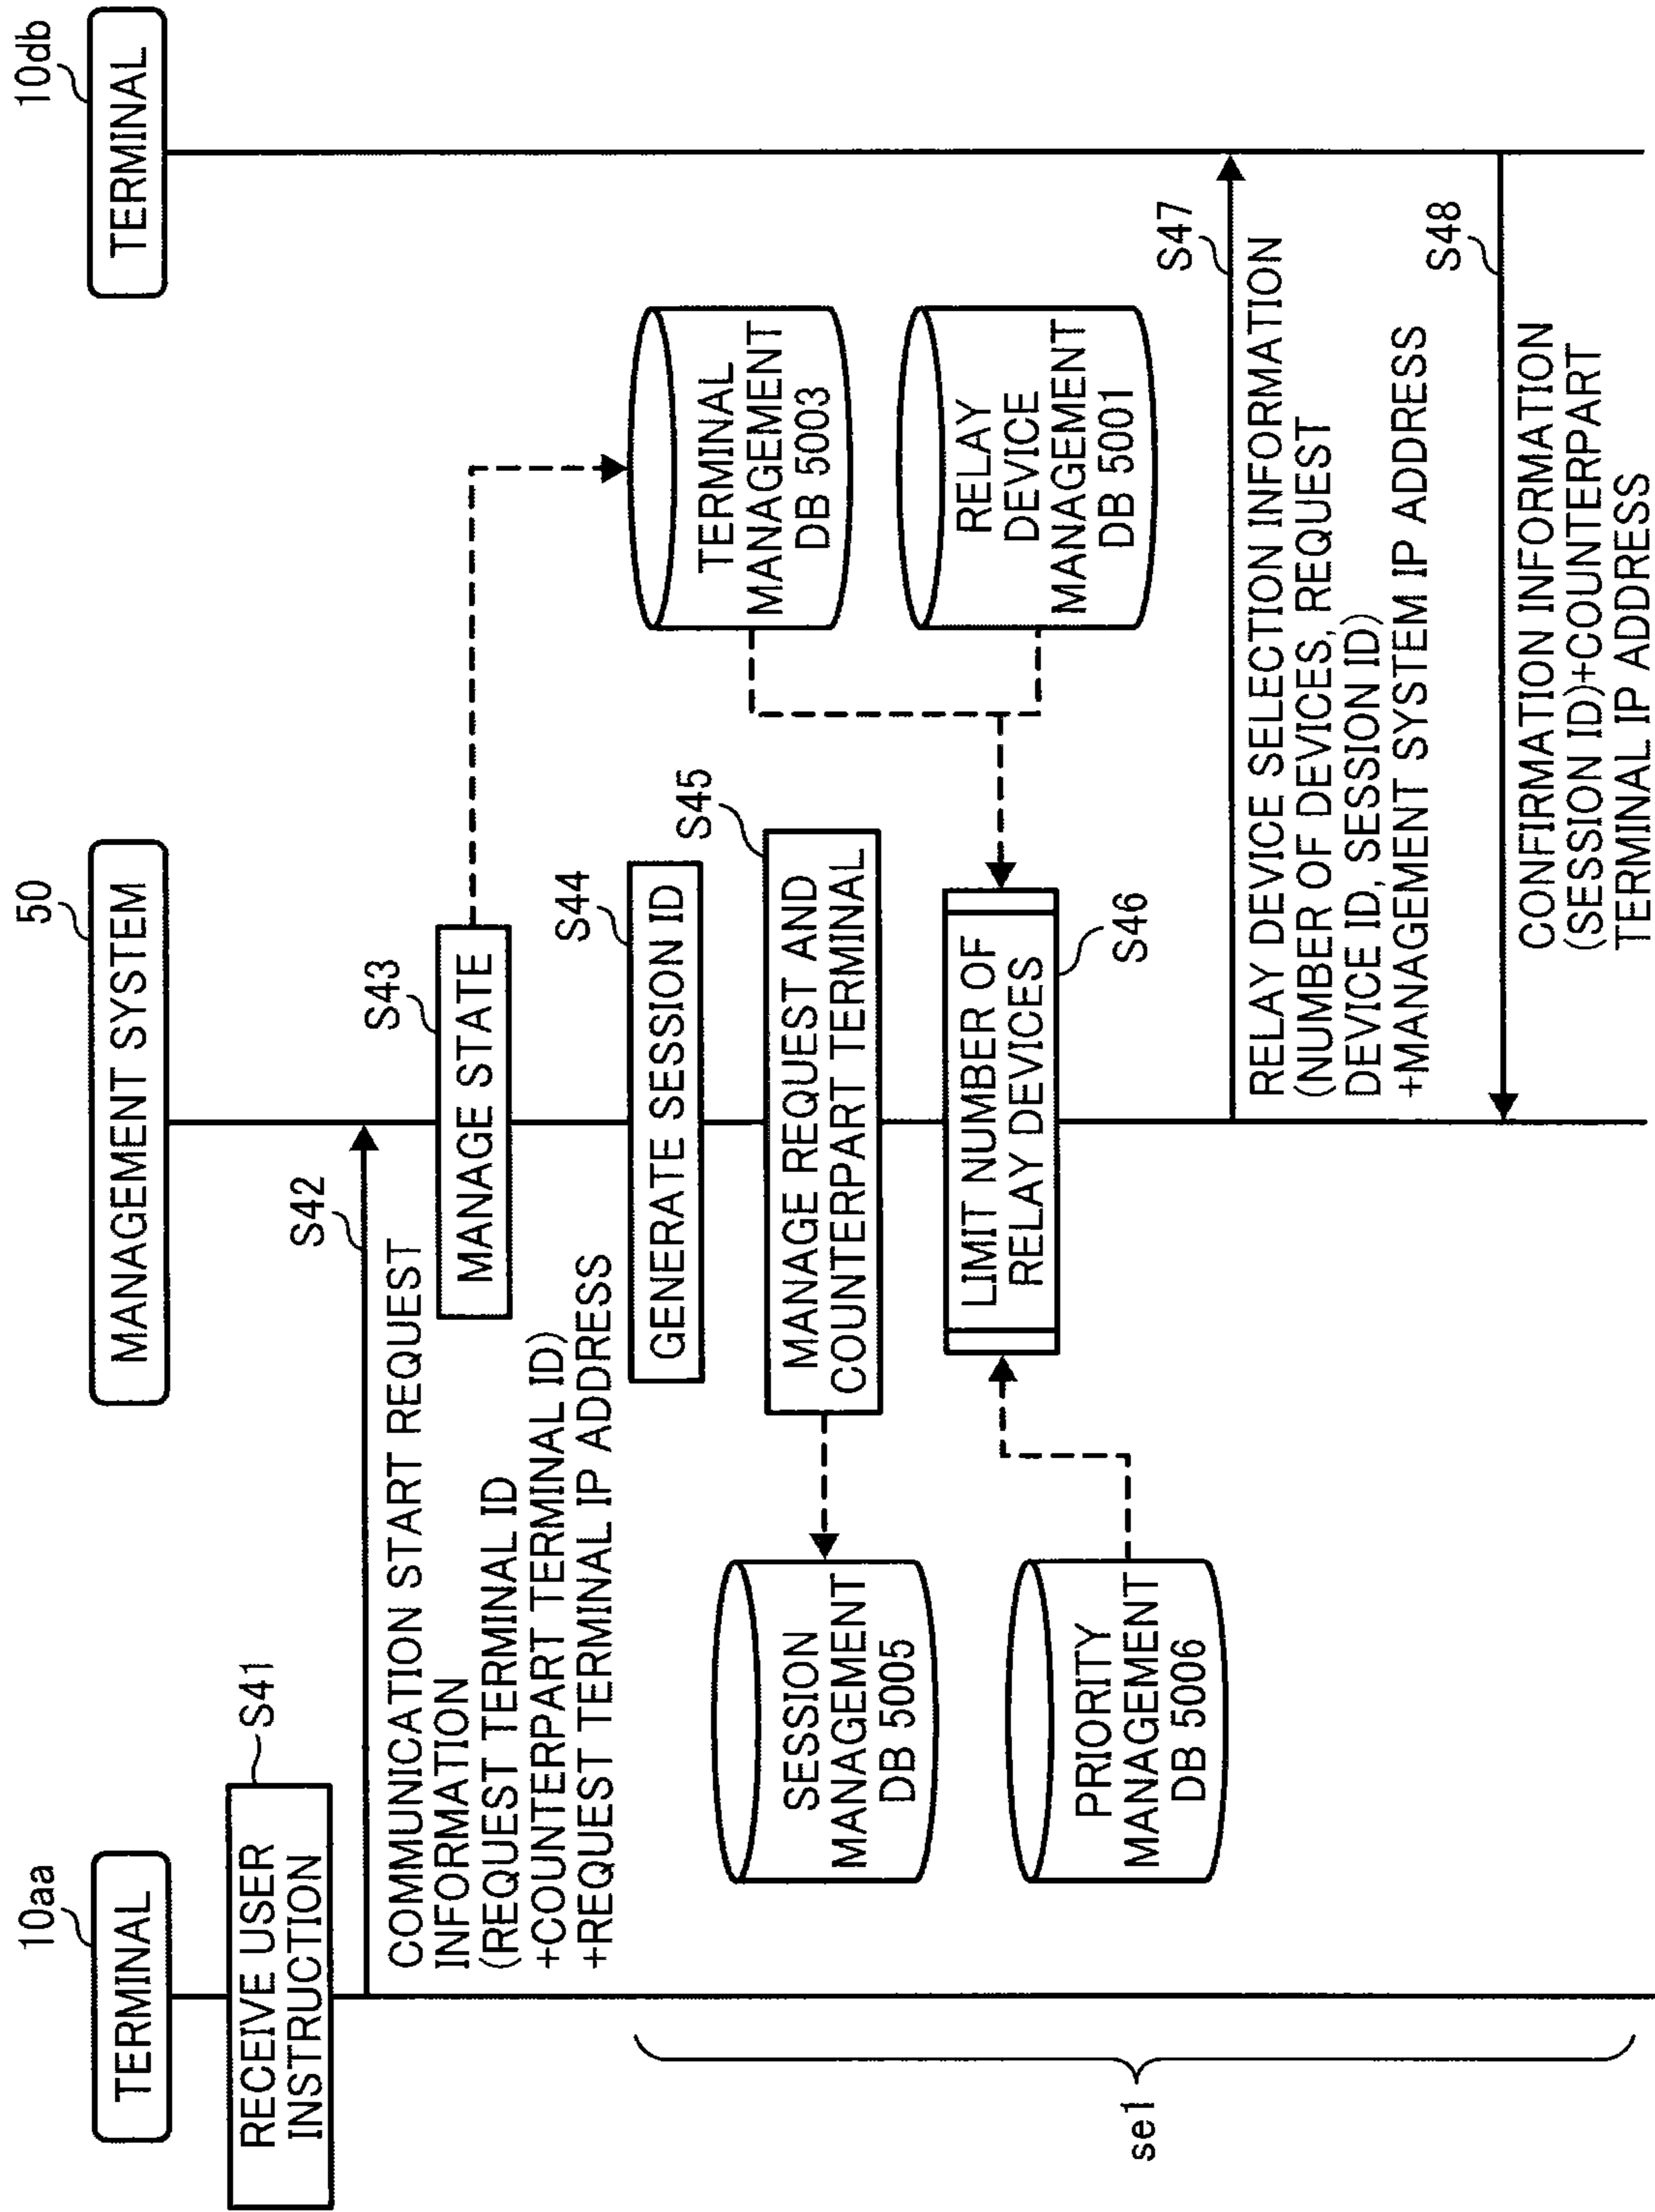 10aa
TERMINAL
50
MANAGEMENT SYSTEM
10db
TERMINAL
RECEIVE USER
INSTRUCTION
S41
S42
COMMUNICATION START REQUEST
INFORMATION
(REQUEST TERMINAL ID
+COUNTERPART TERMINAL ID)
+REQUEST TERMINAL IP ADDRESS
S43
MANAGE STATE
S44
GENERATE SESSION ID
S45
MANAGE REQUEST AND
COUNTERPART TERMINAL
TERMINAL
MANAGEMENT
DB 5003
SESSION
MANAGEMENT
DB 5005
LIMIT NUMBER OF
RELAY DEVICES
S46
RELAY
DEVICE
MANAGEMENT
DB 5001
PRIORITY
MANAGEMENT
DB 5006
se1
S47
RELAY DEVICE SELECTION INFORMATION
(NUMBER OF DEVICES, REQUEST
DEVICE ID, SESSION ID)
+MANAGEMENT SYSTEM IP ADDRESS
S48
CONFIRMATION INFORMATION
(SESSION ID)+COUNTERPART
TERMINAL IP ADDRESS